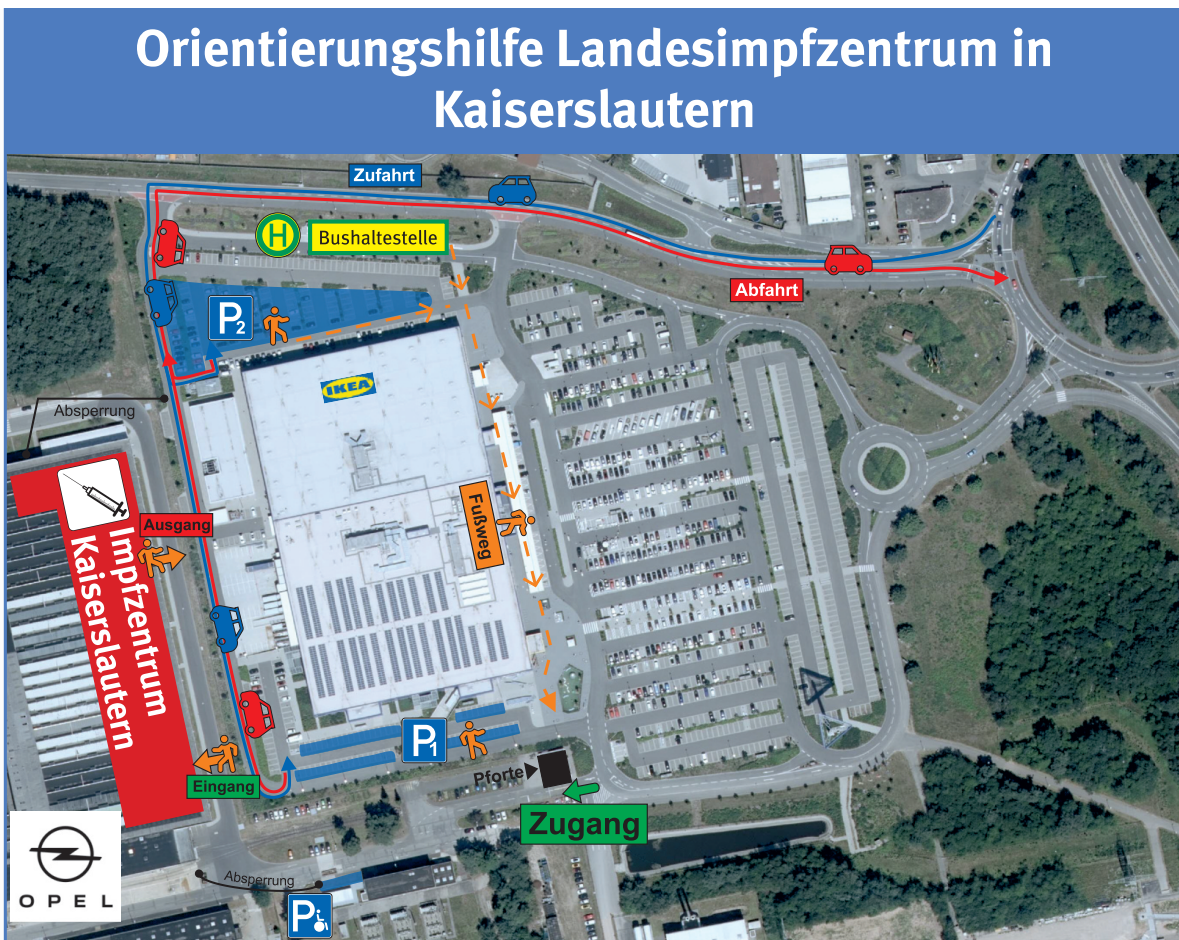 Orientierungshilfe Landesimpfzentrum in
Kaiserslautern
Zufahrt
H
Bushaltestelle
Abfahrt
P2
IKEA
Absperrung
Ausgang
Impfzentrum
Kaiserslautern
Fußweg
P1
Eingang
Pforte
Zugang
OPEL
Absperrung
P